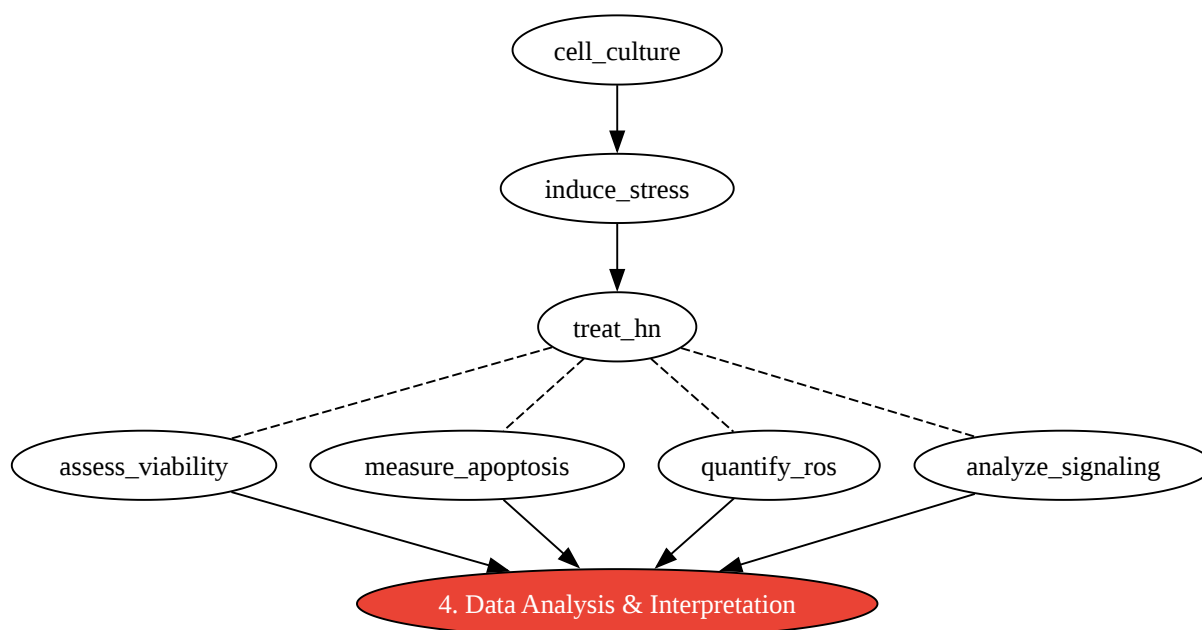 cell_culture
induce_stress
treat_hn
assess_viability
measure_apoptosis
quantify_ros
analyze_signaling
4. Data Analysis & Interpretation